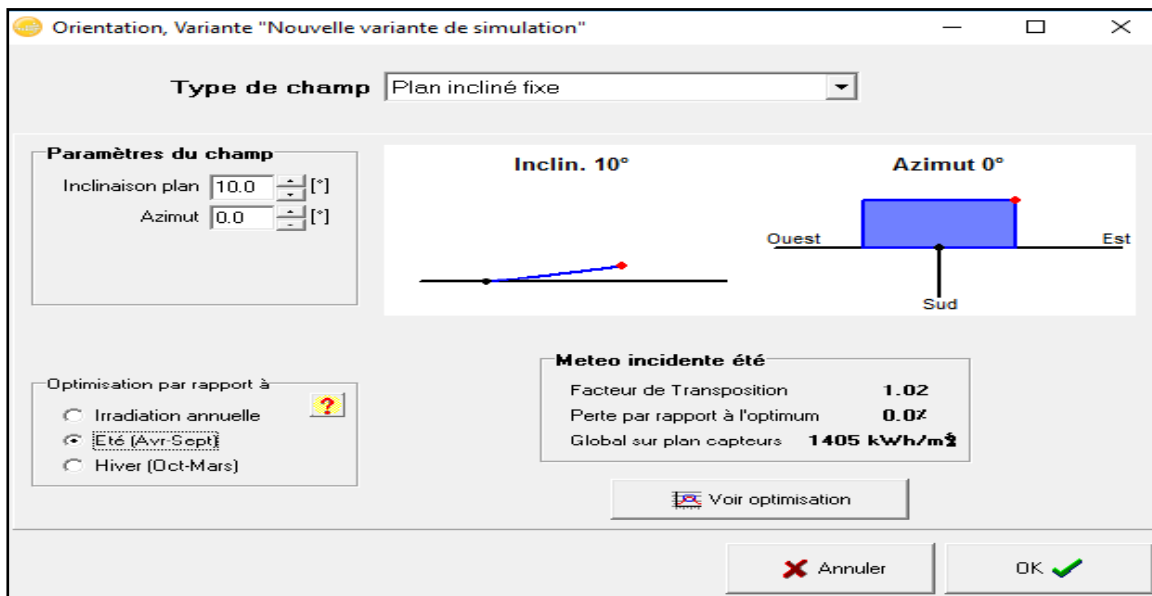 Orientation, Variante "Nouvelle variante de simulation"
Type de champ Plan incliné fixe
Paramètres du champ
Inclinaison plan 10.0 [°]
Azimut 0.0 [°]
Inclin. 10°
Azimut 0°
Ouest Est
Sud
Optimisation par rapport à
?
Irradiation annuelle
Eté (Avr-Sept)
Hiver (Oct-Mars)
Meteo incidente été
Facteur de Transposition 1.02
Perte par rapport à l'optimum 0.0%
Global sur plan capteurs 1405 kWh/m²
Voir optimisation
Annuler
OK